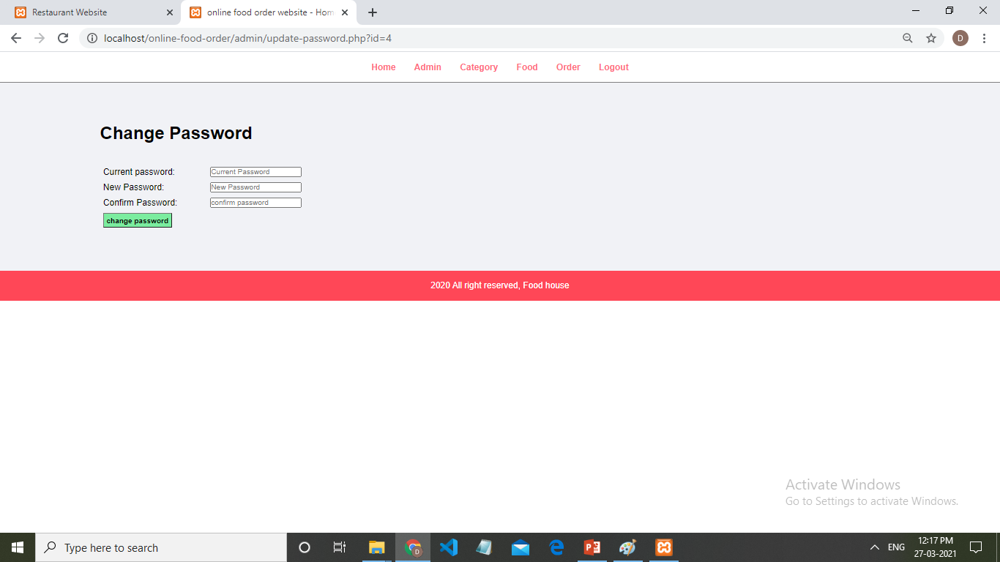 Restaurant Website
online food order website - Hom
localhost/online-food-order/admin/update-password.php?id=4
D
Home Admin Category Food Order Logout
Change Password
Current password: Current Password
New Password: New Password
Confirm Password: confirm password
change password
2020 All right reserved, Food house
Activate Windows
Go to Settings to activate Windows.
Type here to search
ENG
12:17 PM
27-03-2021